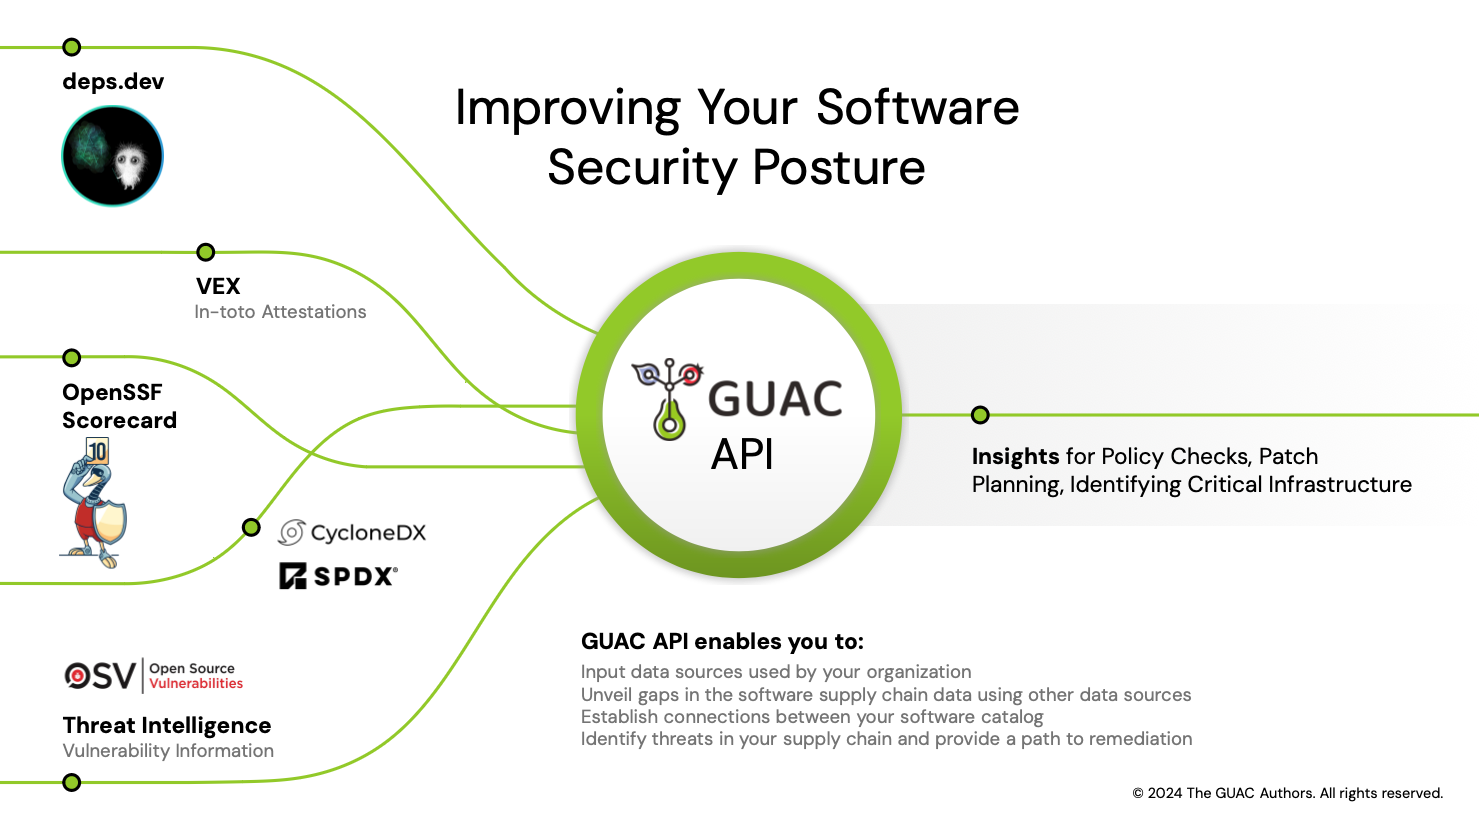 Improving Your Software
Security Posture
deps.dev
VEX
In-toto Attestations
OpenSSF
Scorecard
10
CycloneDX
SPDX®
OSV Open Source
Vulnerabilities
Threat Intelligence
Vulnerability Information
GUAC
API
Insights for Policy Checks, Patch
Planning, Identifying Critical Infrastructure
GUAC API enables you to:
Input data sources used by your organization
Unveil gaps in the software supply chain data using other data sources
Establish connections between your software catalog
Identify threats in your supply chain and provide a path to remediation
© 2024 The GUAC Authors. All rights reserved.